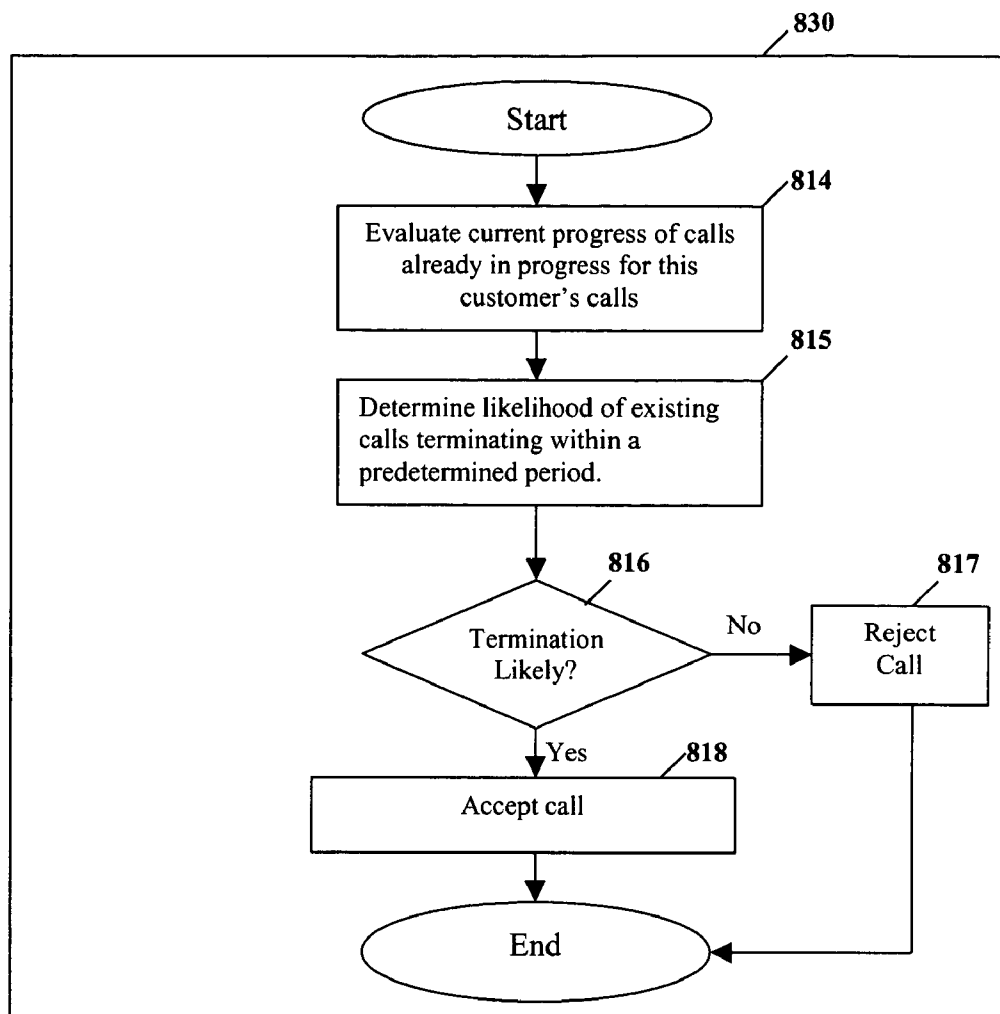 830
Start
814
Evaluate current progress of calls
already in progress for this
customer's calls
815
Determine likelihood of existing
calls terminating within a
predetermined period.
816
817
Termination
Likely?
No
Reject
Call
Yes
818
Accept call
End